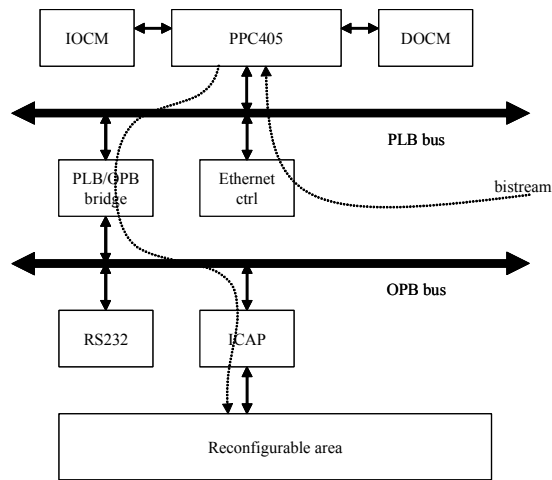 IOCM
PPC405
DOCM
PLB bus
PLB/OPB
bridge
Ethernet
ctrl
bistream
OPB bus
RS232
ICAP
Reconfigurable area